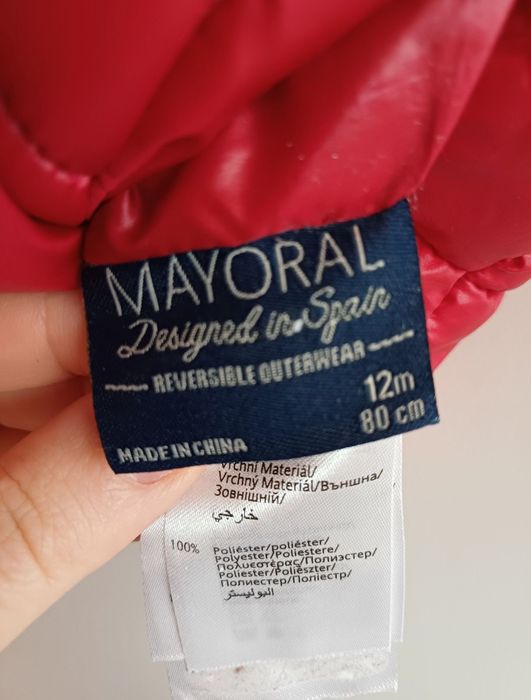 MAYORAL
Designed in Spain
REVERSIBLE OUTERWEAR
12m
80 cm
MADE IN CHINA
Vrchní Materiál/
Vrchný Materiál/Външна/
Зовнішній/
خارجي
100% Poliéster/poliéster/
Polyester/Poliestere/
Πολυεστέρας/Полиэстер/
Poliester/Poliészter/
Полиестер/Поліестр/
البوليستر